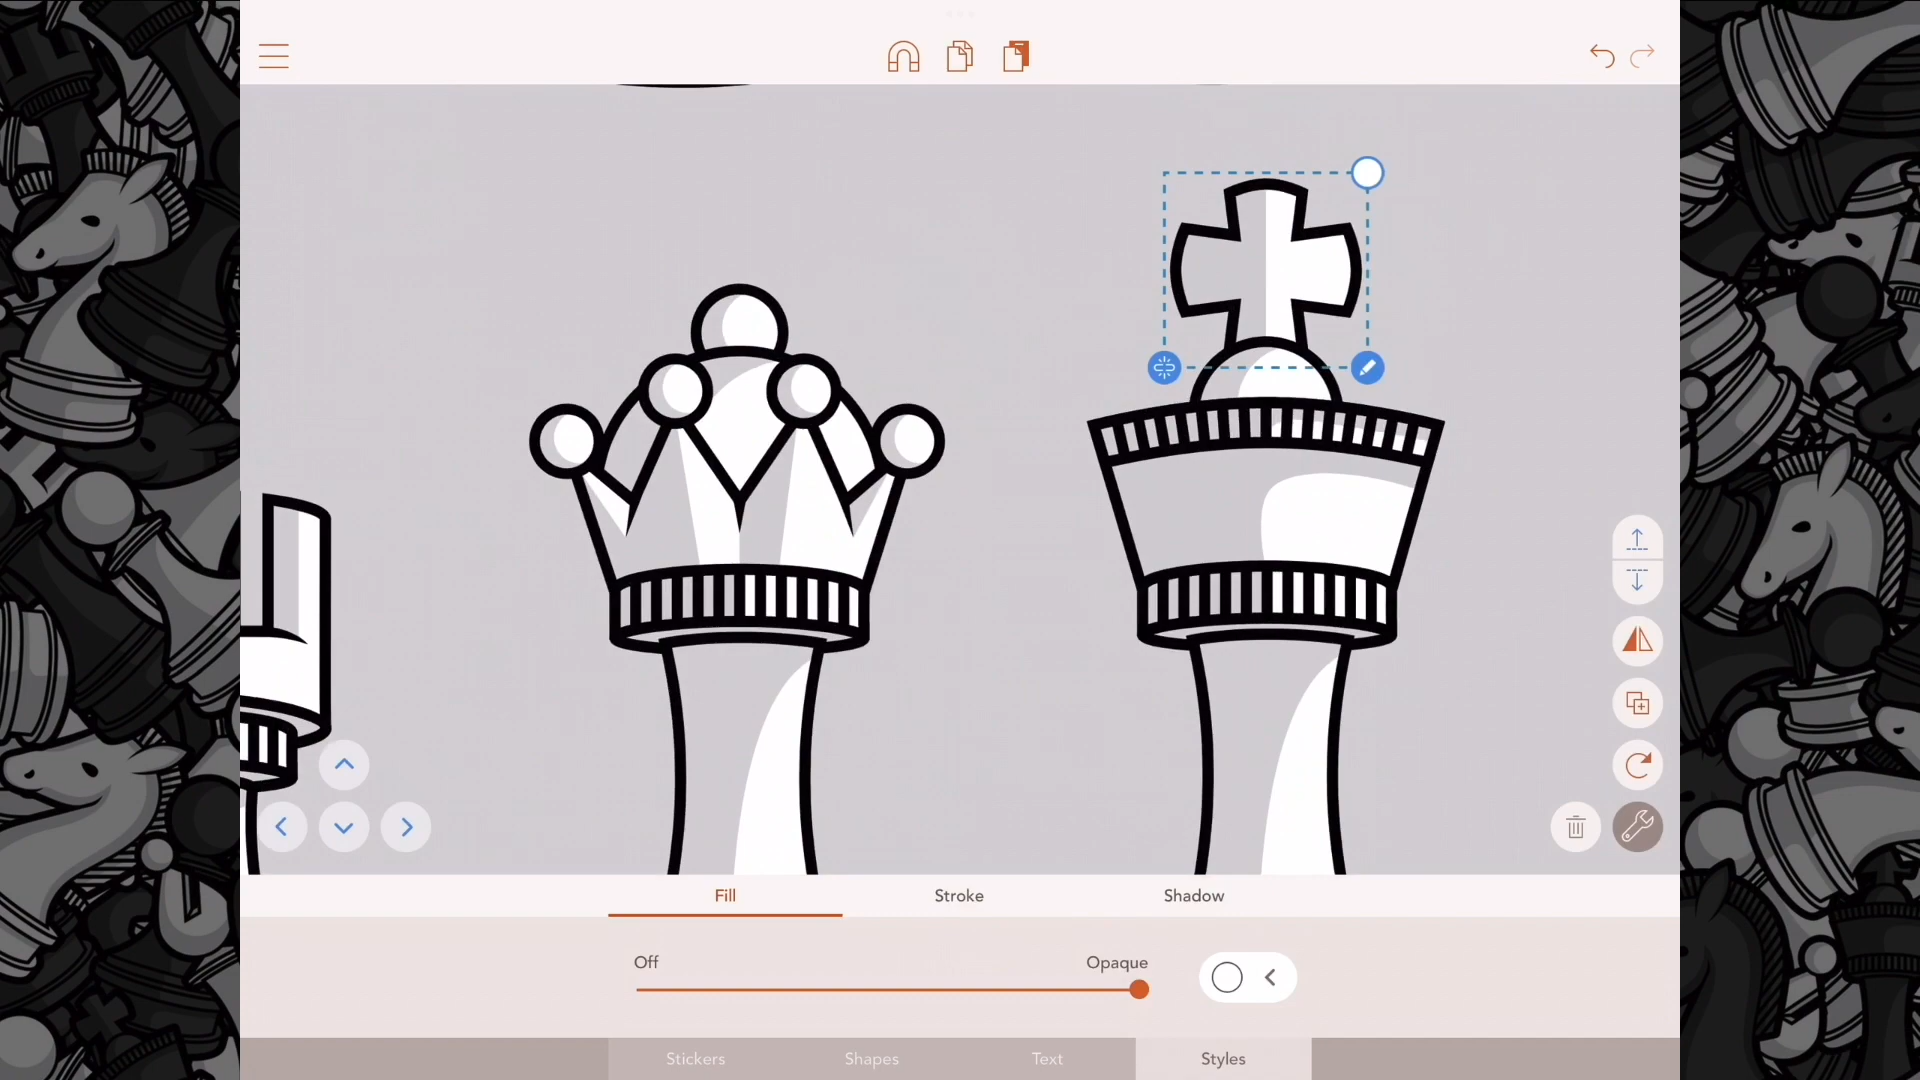 Fill
Stroke
Shadow
Off
Opaque
Stickers
Shapes
Text
Styles